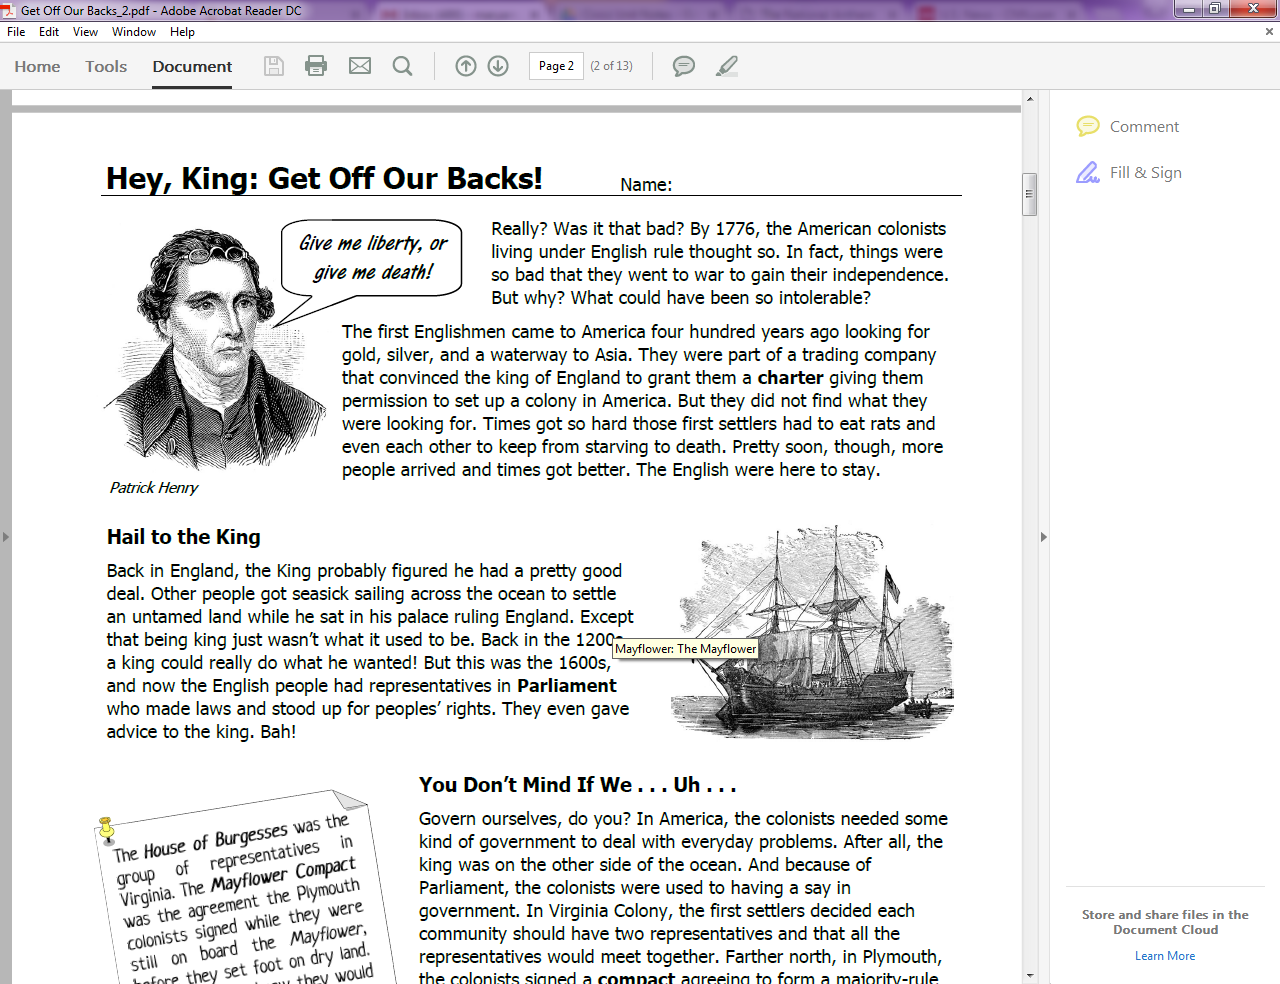 Get Off Our Backs_2.pdf - Adobe Acrobat Reader DC
File Edit View Window Help
Home Tools Document Page 2 (2 of 13)
Comment
Fill & Sign
Hey, King: Get Off Our Backs! Name:
Give me liberty, or
give me death!
Patrick Henry
Really? Was it that bad? By 1776, the American colonists
living under English rule thought so. In fact, things were
so bad that they went to war to gain their independence.
But why? What could have been so intolerable?
The first Englishmen came to America four hundred years ago looking for
gold, silver, and a waterway to Asia. They were part of a trading company
that convinced the king of England to grant them a charter giving them
permission to set up a colony in America. But they did not find what they
were looking for. Times got so hard those first settlers had to eat rats and
even each other to keep from starving to death. Pretty soon, though, more
people arrived and times got better. The English were here to stay.
Hail to the King
Back in England, the King probably figured he had a pretty good
deal. Other people got seasick sailing across the ocean to settle
an untamed land while he sat in his palace ruling England. Except
that being king just wasn't what it used to be. Back in the 1200s,
a king could really do what he wanted! But this was the 1600s,
and now the English people had representatives in Parliament
who made laws and stood up for peoples' rights. They even gave
advice to the king. Bah!
Mayflower: The Mayflower
The House of Burgesses was the
group of representatives in
Virginia. The Mayflower Compact
was the agreement the Plymouth
colonists signed while they were
still on board the Mayflower,
before they set foot on dry land.
they would
You Don't Mind If We . . . Uh . . .
Govern ourselves, do you? In America, the colonists needed some
kind of government to deal with everyday problems. After all, the
king was on the other side of the ocean. And because of
Parliament, the colonists were used to having a say in
government. In Virginia Colony, the first settlers decided each
community should have two representatives and that all the
representatives would meet together. Farther north, in Plymouth,
the colonists signed a compact agreeing to form a majority-rule
Store and share files in the
Document Cloud
Learn More